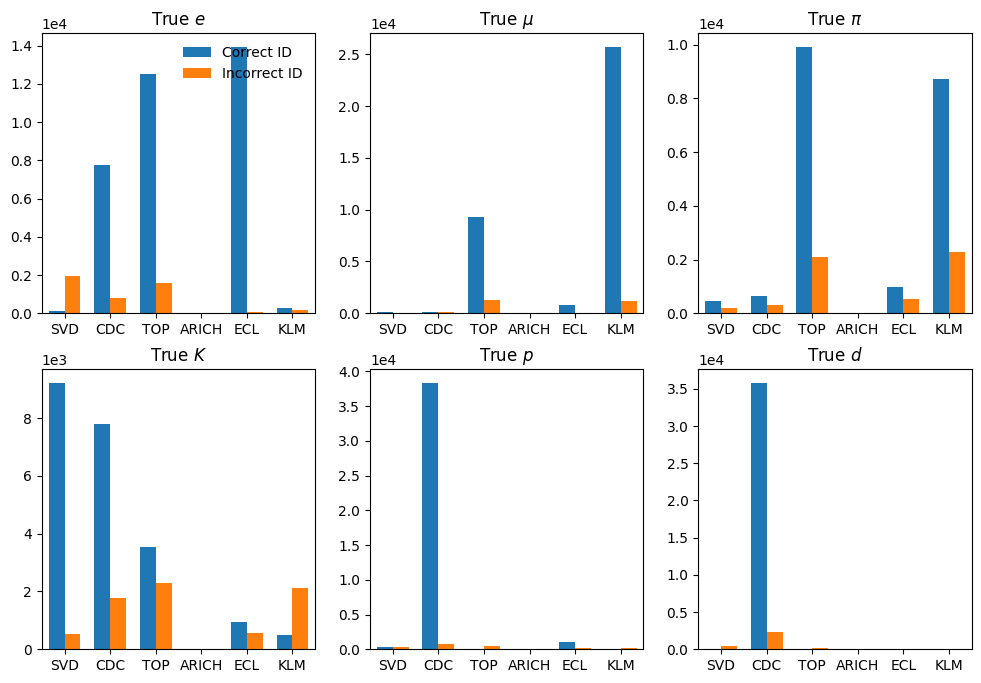 True e
1e4
Correct ID
Incorrect ID
1.4
1.2
1.0
0.8
0.6
0.4
0.2
0.0
SVD CDC TOP ARICH ECL KLM
True μ
1e4
2.5
2.0
1.5
1.0
0.5
0.0
SVD CDC TOP ARICH ECL KLM
True π
1e4
1.0
0.8
0.6
0.4
0.2
0.0
SVD CDC TOP ARICH ECL KLM
True K
1e3
8
6
4
2
0
SVD CDC TOP ARICH ECL KLM
True p
1e4
4.0
3.5
3.0
2.5
2.0
1.5
1.0
0.5
0.0
SVD CDC TOP ARICH ECL KLM
True d
1e4
3.5
3.0
2.5
2.0
1.5
1.0
0.5
0.0
SVD CDC TOP ARICH ECL KLM